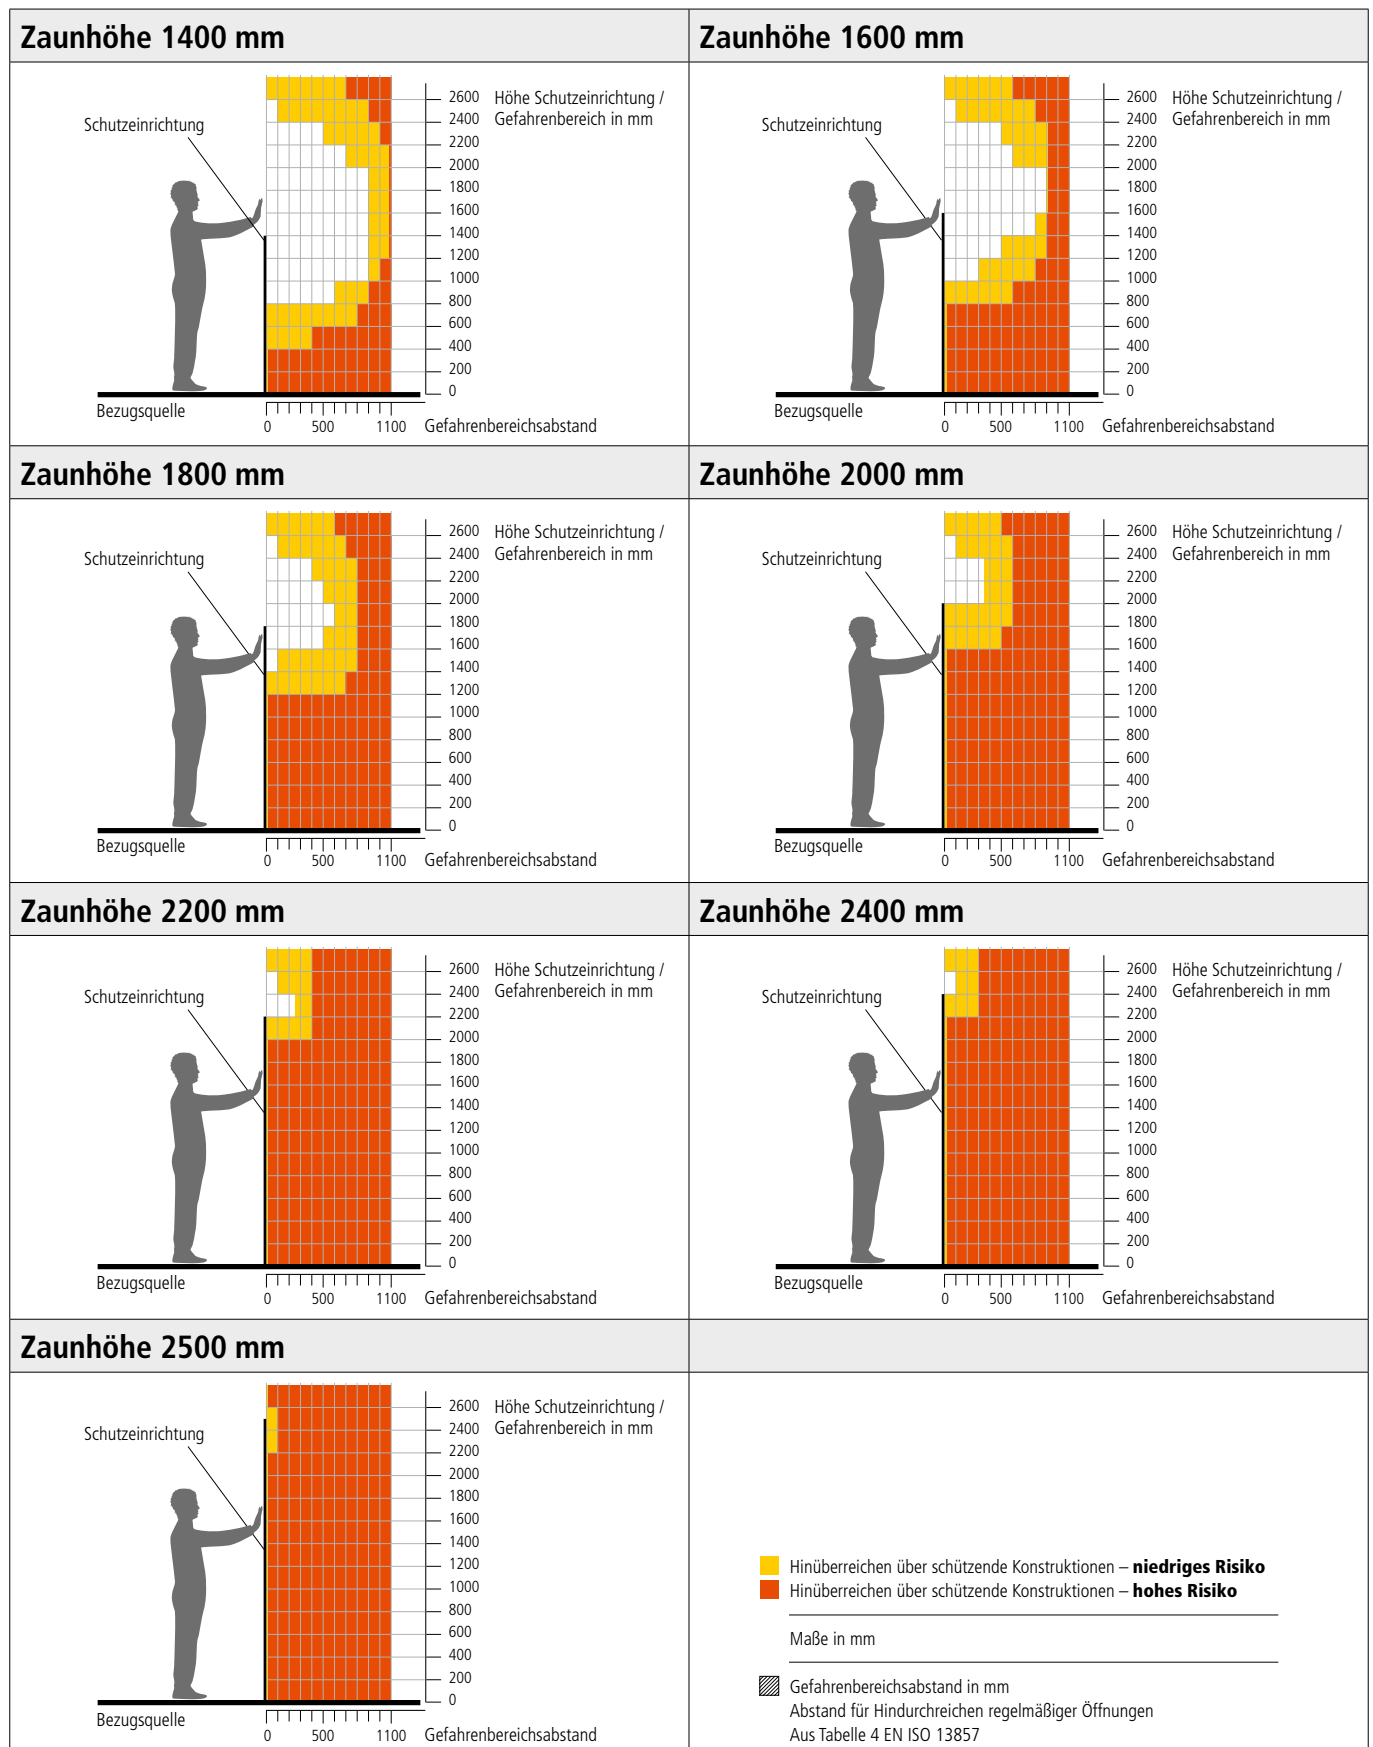 Zaunhöhe 1400 mm
Schutzeinrichtung
2600
2400
2200
2000
1800
1600
1400
1200
1000
800
600
400
200
0
Höhe Schutzeinrichtung /
Gefahrenbereich in mm
Bezugsquelle
0 500 1100 Gefahrenbereichsabstand
Zaunhöhe 1600 mm
Schutzeinrichtung
2600
2400
2200
2000
1800
1600
1400
1200
1000
800
600
400
200
0
Höhe Schutzeinrichtung /
Gefahrenbereich in mm
Bezugsquelle
0 500 1100 Gefahrenbereichsabstand
Zaunhöhe 1800 mm
Schutzeinrichtung
2600
2400
2200
2000
1800
1600
1400
1200
1000
800
600
400
200
0
Höhe Schutzeinrichtung /
Gefahrenbereich in mm
Bezugsquelle
0 500 1100 Gefahrenbereichsabstand
Zaunhöhe 2000 mm
Schutzeinrichtung
2600
2400
2200
2000
1800
1600
1400
1200
1000
800
600
400
200
0
Höhe Schutzeinrichtung /
Gefahrenbereich in mm
Bezugsquelle
0 500 1100 Gefahrenbereichsabstand
Zaunhöhe 2200 mm
Schutzeinrichtung
2600
2400
2200
2000
1800
1600
1400
1200
1000
800
600
400
200
0
Höhe Schutzeinrichtung /
Gefahrenbereich in mm
Bezugsquelle
0 500 1100 Gefahrenbereichsabstand
Zaunhöhe 2400 mm
Schutzeinrichtung
2600
2400
2200
2000
1800
1600
1400
1200
1000
800
600
400
200
0
Höhe Schutzeinrichtung /
Gefahrenbereich in mm
Bezugsquelle
0 500 1100 Gefahrenbereichsabstand
Zaunhöhe 2500 mm
Schutzeinrichtung
2600
2400
2200
2000
1800
1600
1400
1200
1000
800
600
400
200
0
Höhe Schutzeinrichtung /
Gefahrenbereich in mm
Bezugsquelle
0 500 1100 Gefahrenbereichsabstand
Hinüberreichen über schützende Konstruktionen – niedriges Risiko
Hinüberreichen über schützende Konstruktionen – hohes Risiko
Maße in mm
Gefahrenbereichsabstand in mm
Abstand für Hindurchreichen regelmäßiger Öffnungen
Aus Tabelle 4 EN ISO 13857